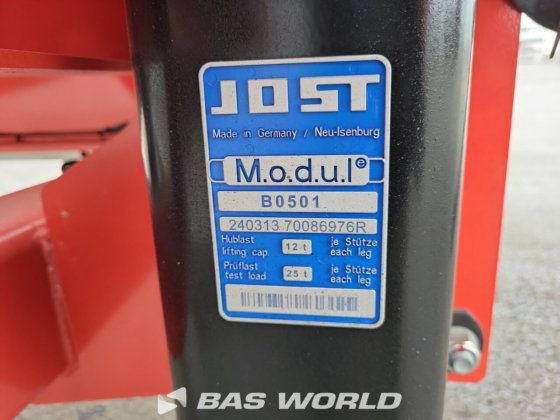 JOST
Made in Germany / Neu-Isenburg
M.o.d.u.l®
B0501
240313 70086976R
Hublast 12 t je Stütze
lifting cap. each leg
Prüflast 25 t je Stütze
test load each leg
BAS WORLD